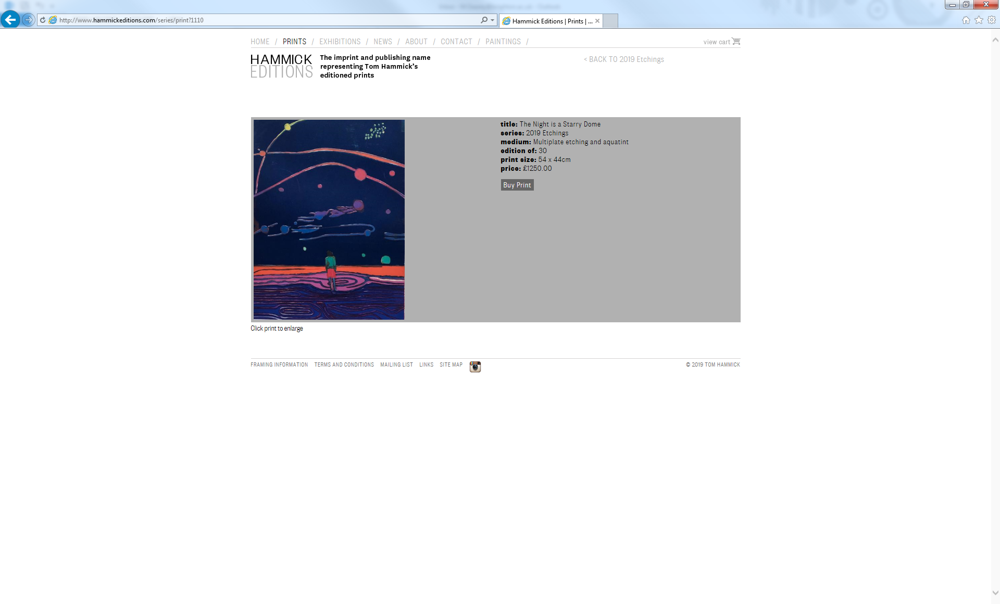 http://www.hammickeditions.com/series/print?1110
Hammick Editions | Prints | ...
HOME / PRINTS / EXHIBITIONS / NEWS / ABOUT / CONTACT / PAINTINGS /
view cart
HAMMICK
EDITIONS
The imprint and publishing name
representing Tom Hammick's
editioned prints
< BACK TO 2019 Etchings
title: The Night is a Starry Dome
series: 2019 Etchings
medium: Multiplate etching and aquatint
edition of: 30
print size: 54 x 44cm
price: £1250.00
Buy Print
Click print to enlarge
FRAMING INFORMATION TERMS AND CONDITIONS MAILING LIST LINKS SITE MAP
© 2019 TOM HAMMICK